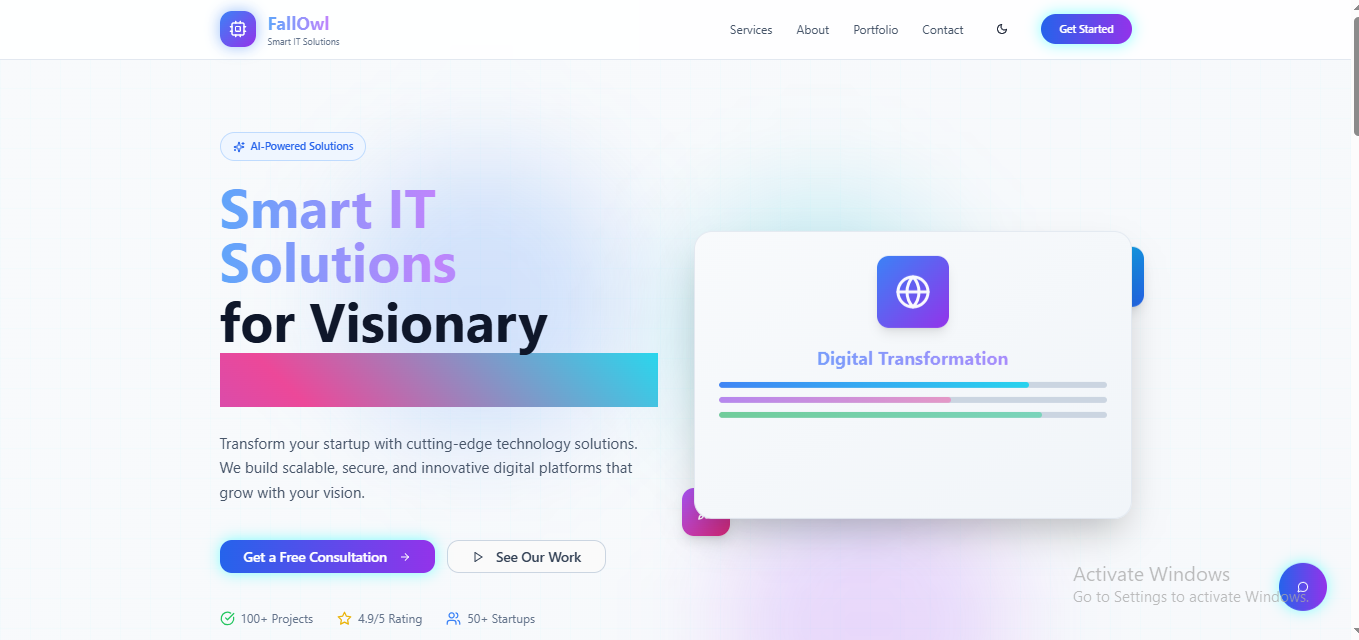 FallOwl
Smart IT Solutions
Services
About
Portfolio
Contact
Get Started
AI-Powered Solutions
Smart IT
Solutions
for Visionary
Transform your startup with cutting-edge technology solutions.
We build scalable, secure, and innovative digital platforms that
grow with your vision.
Get a Free Consultation
See Our Work
100+ Projects
4.9/5 Rating
50+ Startups
Digital Transformation
Activate Windows
Go to Settings to activate Windows.